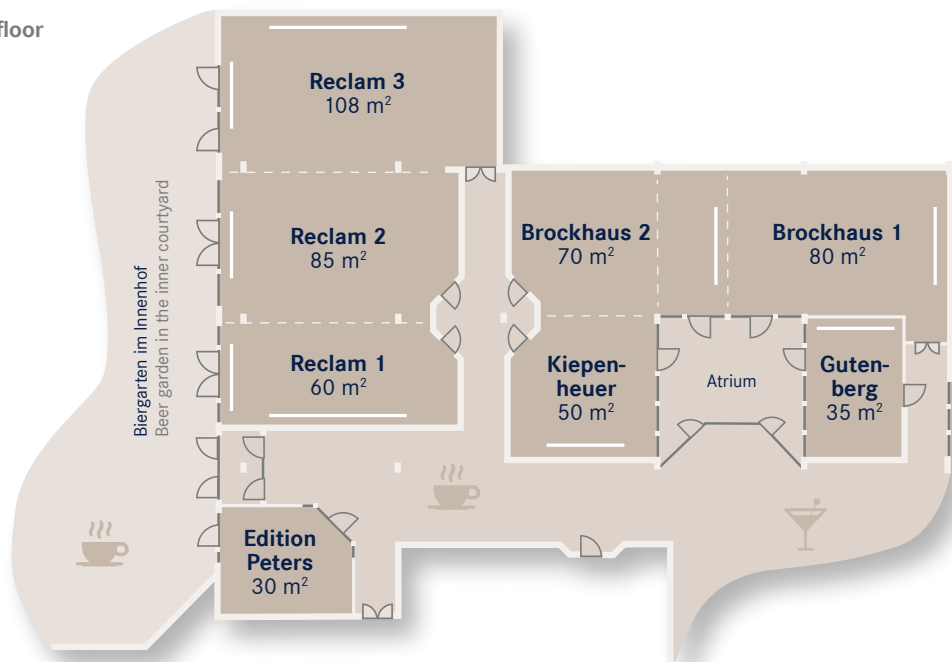 floor
Reclam 3
108 m²
Biergarten im Innenhof
Beer garden in the inner courtyard
Reclam 2
85 m²
Brockhaus 2
70 m²
Brockhaus 1
80 m²
Reclam 1
60 m²
Kiepen-
heuer
50 m²
Atrium
Guten-
berg
35 m²
Edition
Peters
30 m²